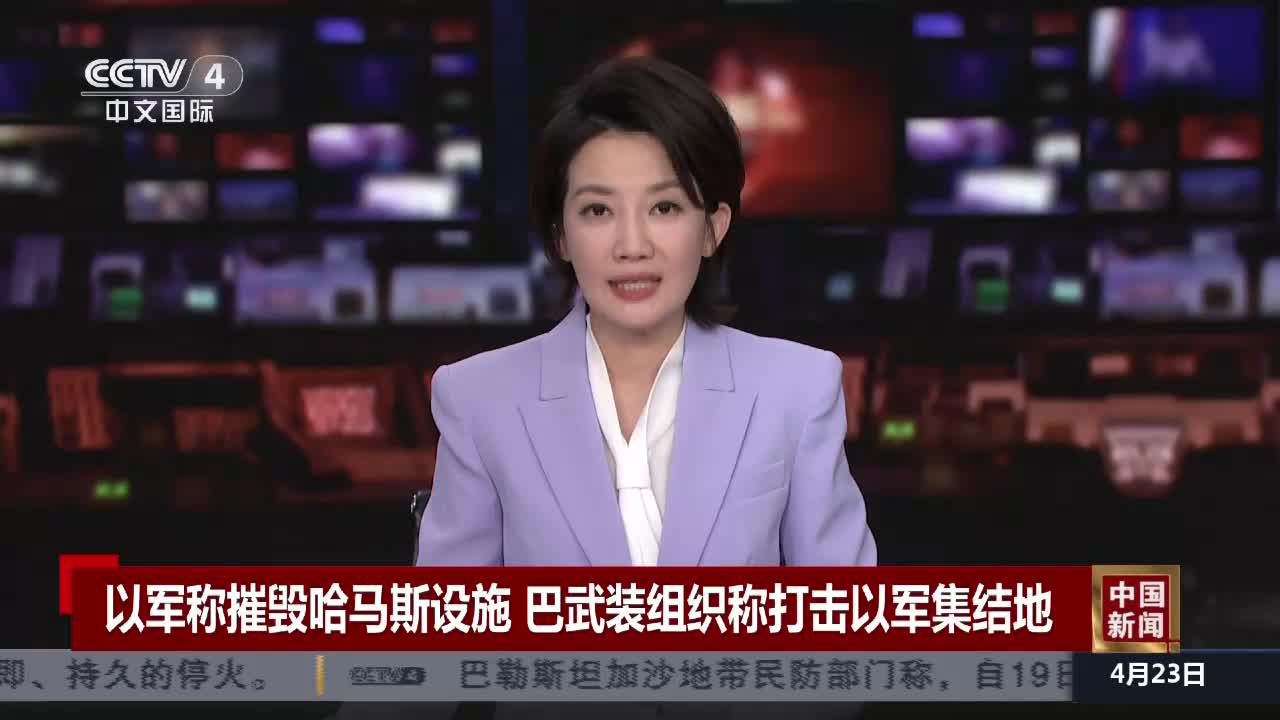 CCTV 4
中文国际
以军称摧毁哈马斯设施 巴武装组织称打击以军集结地
中国
新闻
即、持久的停火。 CCTV4 巴勒斯坦加沙地带民防部门称，自19日
4月23日